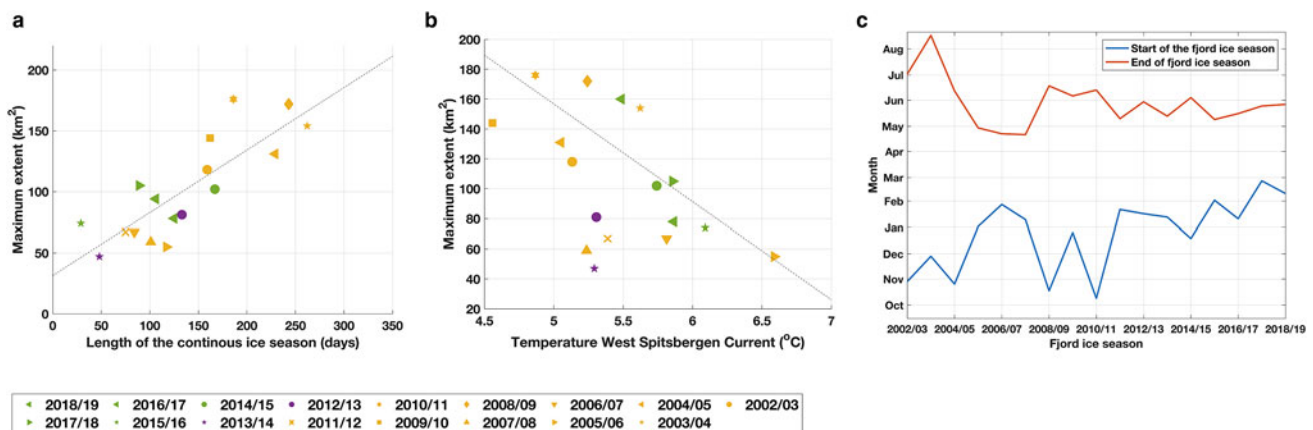 a
Maximum extent (km²)
200
150
100
50
0
0 50 100 150 200 250 300 350
Length of the continous ice season (days)
b
Maximum extent (km²)
200
180
160
140
120
100
80
60
40
20
4.5 5 5.5 6 6.5 7
Temperature West Spitsbergen Current (°C)
c
Month
Aug
Jul
Jun
May
Apr
Mar
Feb
Jan
Dec
Nov
Oct
Start of the fjord ice season
End of fjord ice season
2002/03 2004/05 2006/07 2008/09 2010/11 2012/13 2014/15 2016/17 2018/19
Fjord ice season
2018/19 2016/17 2014/15 2012/13 2010/11 2008/09 2006/07 2004/05 2002/03
2017/18 2015/16 2013/14 2011/12 2009/10 2007/08 2005/06 2003/04